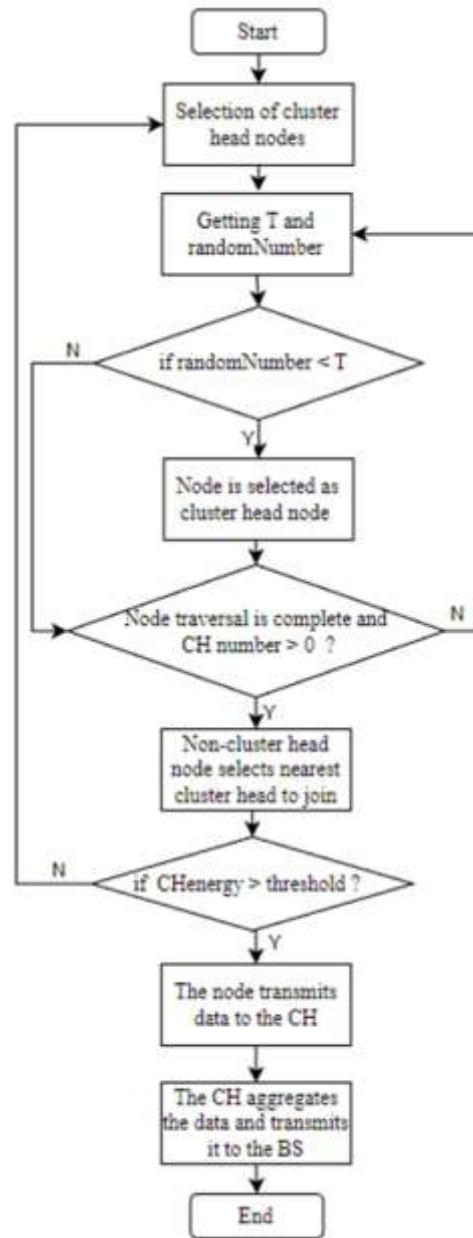 Start
Selection of cluster
head nodes
Getting T and
randomNumber
N
if randomNumber < T
Y
Node is selected as
cluster head node
Node traversal is complete and
CH number > 0 ?
N
Y
Non-cluster head
node selects nearest
cluster head to join
N
if CHenergy > threshold ?
Y
The node transmits
data to the CH
The CH aggregates
the data and transmits
it to the BS
End